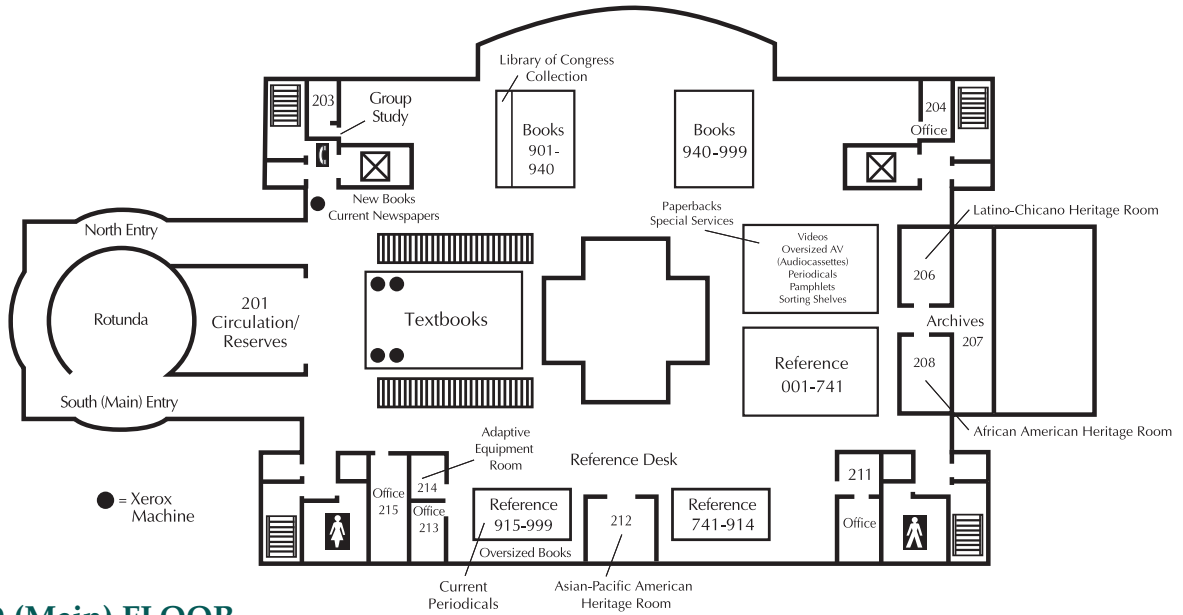 Library of Congress
Collection
203
Group
Study
Books
901-
940
Books
940-999
204
Office
New Books
Current Newspapers
Paperbacks
Special Services
Videos
Oversized AV
(Audiocassettes)
Periodicals
Pamphlets
Sorting Shelves
Latino-Chicano Heritage Room
206
North Entry
Rotunda
201
Circulation/
Reserves
Textbooks
Archives
207
Reference
001-741
208
South (Main) Entry
African American Heritage Room
Adaptive
Equipment
Room
Reference Desk
= Xerox
Machine
Office
215
214
Office
213
Reference
915-999
Oversized Books
212
Reference
741-914
211
Office
Current
Periodicals
Asian-Pacific American
Heritage Room
(Main) FLOOR